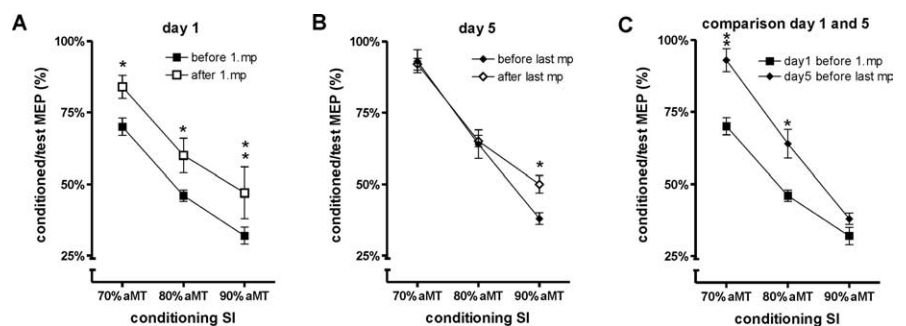 A
day 1
before 1.mp
after 1.mp
conditioned/test MEP (%)
100%
75%
50%
25%
*
*
*
*
70%aMT 80%aMT 90%aMT
conditioning SI
B
day 5
before last mp
after last mp
conditioned/test MEP (%)
100%
75%
50%
25%
*
70%aMT 80%aMT 90%aMT
conditioning SI
C
comparison day 1 and 5
day1 before 1.mp
day5 before last mp
conditioned/test MEP (%)
100%
75%
50%
25%
*
*
*
70%aMT 80%aMT 90%aMT
conditioning SI